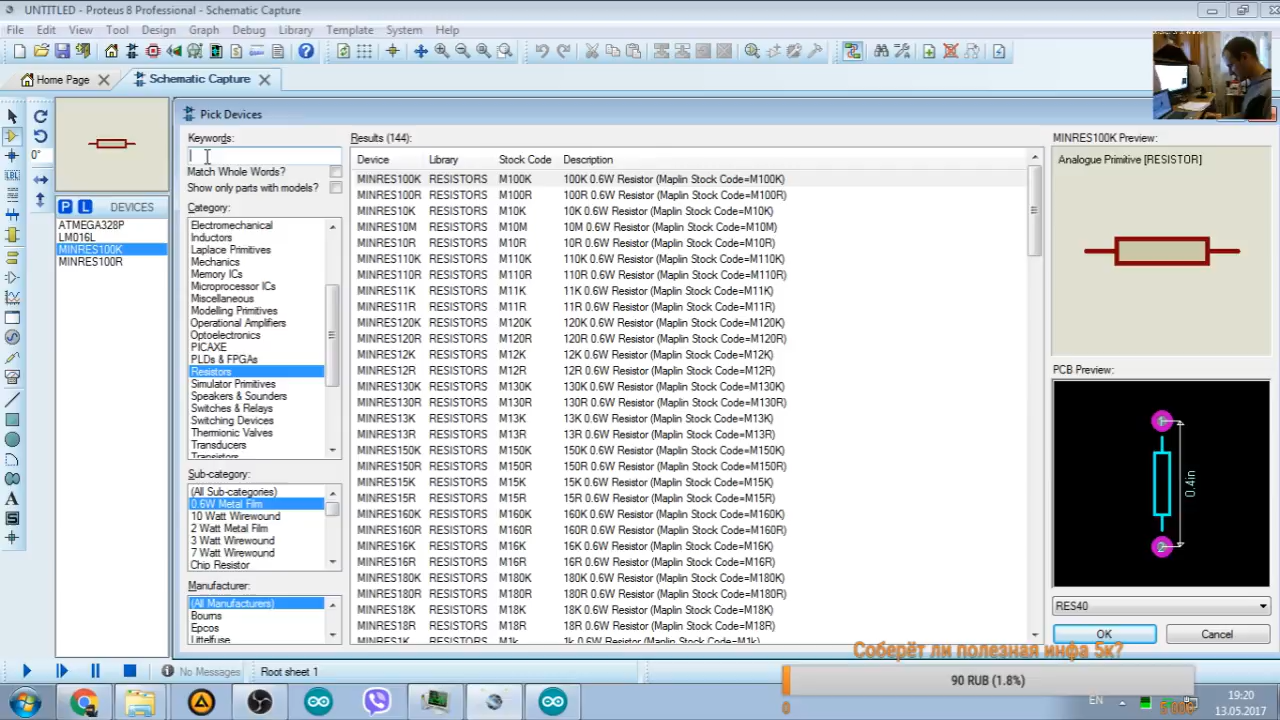 UNTITLED - Proteus 8 Professional - Schematic Capture
File Edit View Tool Design Graph Debug Library Template System Help
Home Page
Schematic Capture
Pick Devices
0°
P L DEVICES
ATMEGA328P
LM016L
MINRES100K
MINRES100R
Keywords:
Match Whole Words?
Show only parts with models?
Category:
Electromechanical
Inductors
Laplace Primitives
Mechanics
Memory ICs
Microprocessor ICs
Miscellaneous
Modelling Primitives
Operational Amplifiers
Optoelectronics
PICAXE
PLDs & FPGAs
Resistors
Simulator Primitives
Speakers & Sounders
Switches & Relays
Switching Devices
Thermionic Valves
Transducers
Transistors
Sub-category:
(All Sub-categories)
0.6W Metal Film
10 Watt Wirewound
2 Watt Metal Film
3 Watt Wirewound
7 Watt Wirewound
Chip Resistor
Manufacturer:
(All Manufacturers)
Bourns
Epcos
Littelfuse
Results (144):
Device Library Stock Code Description
MINRES100K RESISTORS M100K 100K 0.6W Resistor (Maplin Stock Code=M100K)
MINRES100R RESISTORS M100R 100R 0.6W Resistor (Maplin Stock Code=M100R)
MINRES10K RESISTORS M10K 10K 0.6W Resistor (Maplin Stock Code=M10K)
MINRES10M RESISTORS M10M 10M 0.6W Resistor (Maplin Stock Code=M10M)
MINRES10R RESISTORS M10R 10R 0.6W Resistor (Maplin Stock Code=M10R)
MINRES110K RESISTORS M110K 110K 0.6W Resistor (Maplin Stock Code=M110K)
MINRES110R RESISTORS M110R 110R 0.6W Resistor (Maplin Stock Code=M110R)
MINRES11K RESISTORS M11K 11K 0.6W Resistor (Maplin Stock Code=M11K)
MINRES11R RESISTORS M11R 11R 0.6W Resistor (Maplin Stock Code=M11R)
MINRES120K RESISTORS M120K 120K 0.6W Resistor (Maplin Stock Code=M120K)
MINRES120R RESISTORS M120R 120R 0.6W Resistor (Maplin Stock Code=M120R)
MINRES12K RESISTORS M12K 12K 0.6W Resistor (Maplin Stock Code=M12K)
MINRES12R RESISTORS M12R 12R 0.6W Resistor (Maplin Stock Code=M12R)
MINRES130K RESISTORS M130K 130K 0.6W Resistor (Maplin Stock Code=M130K)
MINRES130R RESISTORS M130R 130R 0.6W Resistor (Maplin Stock Code=M130R)
MINRES13K RESISTORS M13K 13K 0.6W Resistor (Maplin Stock Code=M13K)
MINRES13R RESISTORS M13R 13R 0.6W Resistor (Maplin Stock Code=M13R)
MINRES150K RESISTORS M150K 150K 0.6W Resistor (Maplin Stock Code=M150K)
MINRES150R RESISTORS M150R 150R 0.6W Resistor (Maplin Stock Code=M150R)
MINRES15K RESISTORS M15K 15K 0.6W Resistor (Maplin Stock Code=M15K)
MINRES15R RESISTORS M15R 15R 0.6W Resistor (Maplin Stock Code=M15R)
MINRES160K RESISTORS M160K 160K 0.6W Resistor (Maplin Stock Code=M160K)
MINRES160R RESISTORS M160R 160R 0.6W Resistor (Maplin Stock Code=M160R)
MINRES16K RESISTORS M16K 16K 0.6W Resistor (Maplin Stock Code=M16K)
MINRES16R RESISTORS M16R 16R 0.6W Resistor (Maplin Stock Code=M16R)
MINRES180K RESISTORS M180K 180K 0.6W Resistor (Maplin Stock Code=M180K)
MINRES180R RESISTORS M180R 180R 0.6W Resistor (Maplin Stock Code=M180R)
MINRES18K RESISTORS M18K 18K 0.6W Resistor (Maplin Stock Code=M18K)
MINRES18R RESISTORS M18R 18R 0.6W Resistor (Maplin Stock Code=M18R)
MINRES1K RESISTORS M1k 1k 0.6W Resistor (Maplin Stock Code=M1k)
MINRES100K Preview:
Analogue Primitive [RESISTOR]
PCB Preview:
1
0.4in
2
RES40
OK Cancel
No Messages Root sheet 1
Соберёт ли полезная инфа 5к?
90 RUB (1.8%)
0
EN
19:20
13.05.2017